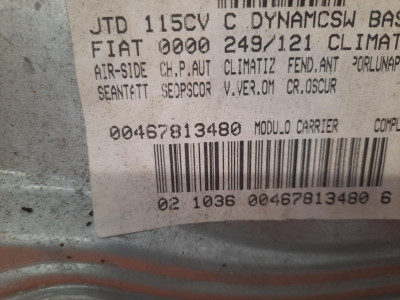 JTD 115CV C DYNAMCSW BAS
FIAT 0000 249/121 CLIMAT
AIR-SIDE CH.P.AUT CLIMATIZ FEND.ANT PORLUNAP
SEANTATT SEDPSCOR V.VER.OM CR.OSCUR
00467813480 MODULO CARRIER COMPL
02 1036 00467813480 6